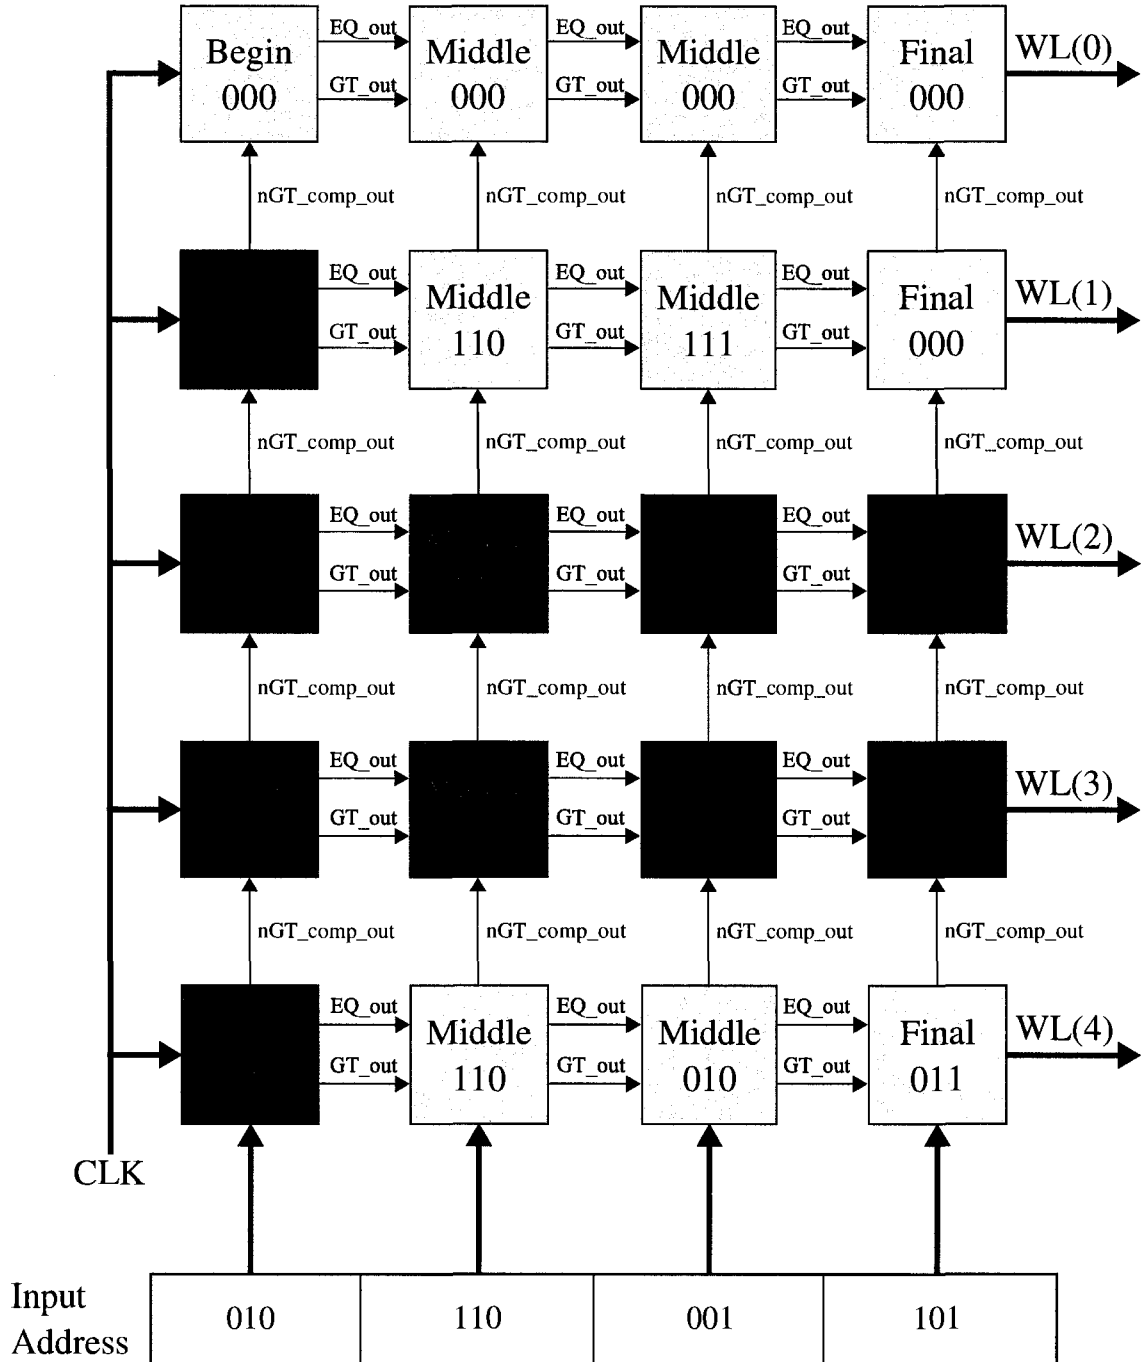 EQ_out EQ_out EQ_out
Begin Middle Middle Final WL(0)
000 GT_out 000 GT_out 000 GT_out 000
nGT_comp_out nGT_comp_out nGT_comp_out nGT_comp_out
EQ_out EQ_out EQ_out
Middle Middle Final WL(1)
GT_out 110 GT_out 111 GT_out 000
nGT_comp_out nGT_comp_out nGT_comp_out nGT_comp_out
EQ_out EQ_out EQ_out WL(2)
GT_out GT_out GT_out
nGT_comp_out nGT_comp_out nGT_comp_out nGT_comp_out
EQ_out EQ_out EQ_out WL(3)
GT_out GT_out GT_out
nGT_comp_out nGT_comp_out nGT_comp_out nGT_comp_out
EQ_out EQ_out EQ_out
Middle Middle Final WL(4)
GT_out 110 GT_out 010 GT_out 011
CLK
Input
Address
010 110 001 101